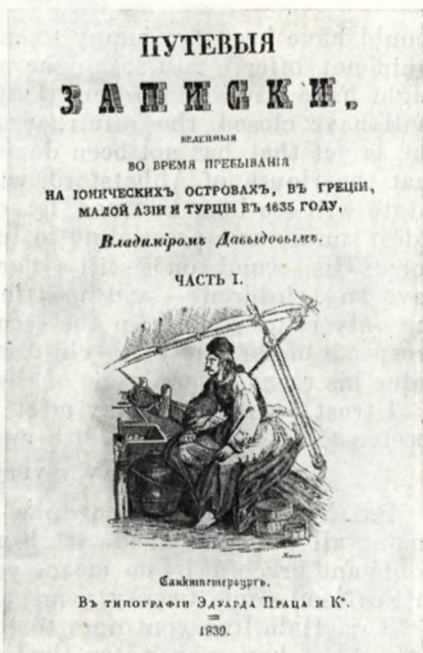 ПУТЕВЫЯ
ЗАПИСКИ,
ВЕДЕННЫЯ
ВО ВРЕМЯ ПРЕБЫВАНІЯ
НА ІОНИЧЕСКИХЪ ОСТРОВАХЪ, ВЪ ГРЕЦІИ,
МАЛОЙ АЗІИ И ТУРЦІИ ВЪ 1835 ГОДУ,
Владиміромъ Давыдовымъ.
ЧАСТЬ I.
Санктпетербургъ.
Въ типографіи Эдуарда Праца и К°.
1839.